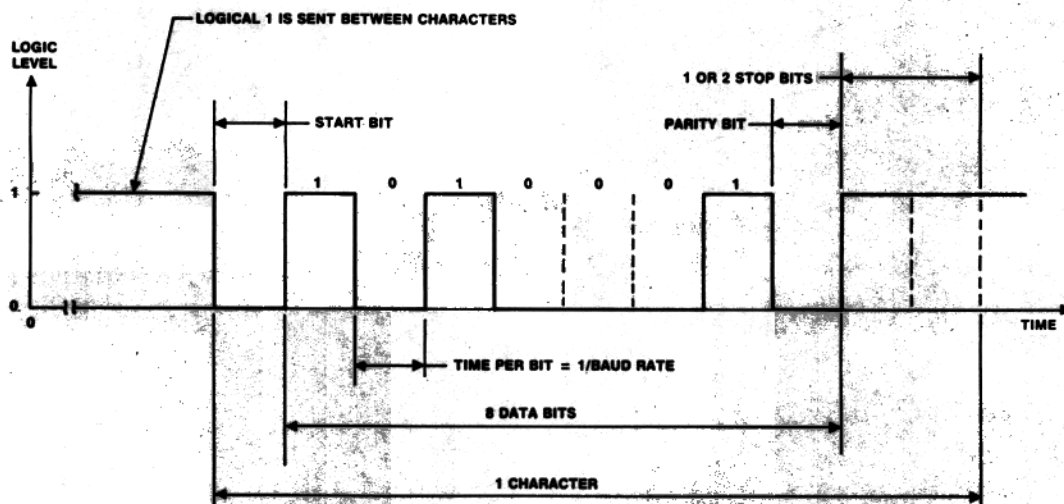 LOGICAL 1 IS SENT BETWEEN CHARACTERS
LOGIC
LEVEL
1 OR 2 STOP BITS
START BIT
PARITY BIT
1 0 1 0 0 0 1
1
0
0
TIME
TIME PER BIT = 1/BAUD RATE
8 DATA BITS
1 CHARACTER